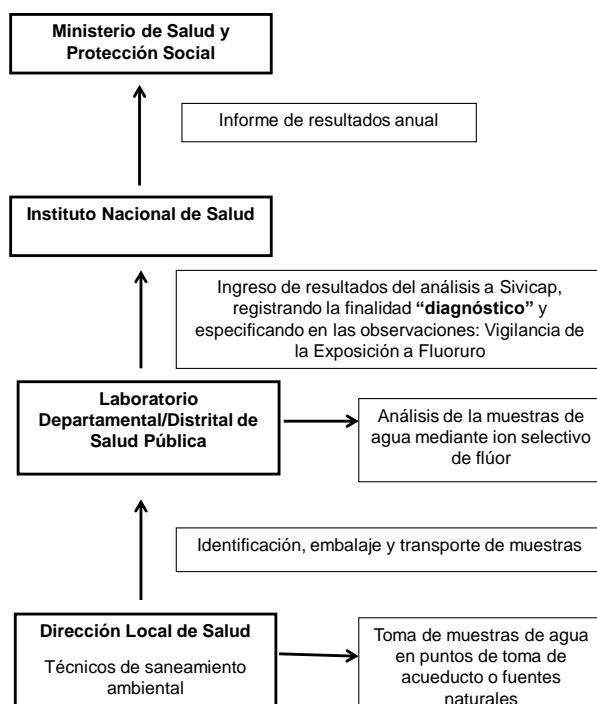 Ministerio de Salud y
Protección Social
Informe de resultados anual
Instituto Nacional de Salud
Ingreso de resultados del análisis a Sivicap,
registrando la finalidad “diagnóstico” y
especificando en las observaciones: Vigilancia de
la Exposición a Fluoruro
Laboratorio
Departamental/Distrital de
Salud Pública
Análisis de la muestras de
agua mediante ion selectivo
de flúor
Identificación, embalaje y transporte de muestras
Dirección Local de Salud
Técnicos de saneamiento
ambiental
Toma de muestras de agua
en puntos de toma de
acueducto o fuentes
naturales